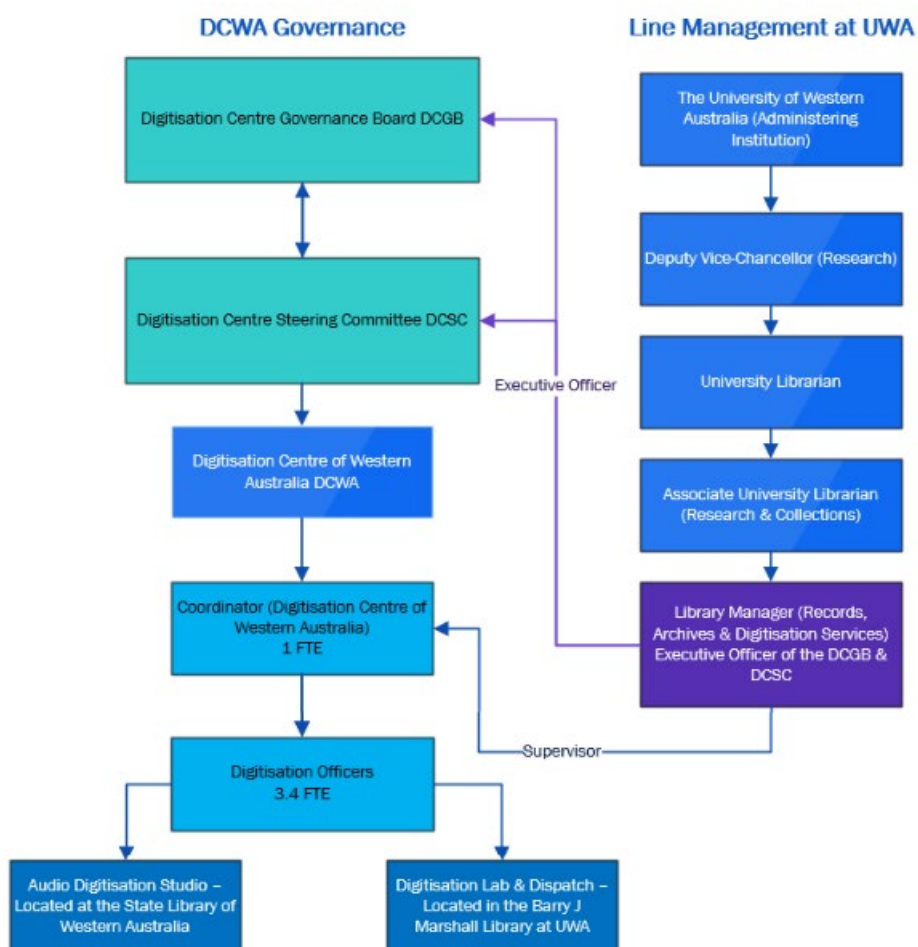 DCWA Governance
Digitisation Centre Governance Board DCGB
Digitisation Centre Steering Committee DCSC
Digitisation Centre of Western
Australia DCWA
Coordinator (Digitisation Centre of
Western Australia)
1 FTE
Digitisation Officers
3.4 FTE
Audio Digitisation Studio –
Located at the State Library of
Western Australia
Digitisation Lab & Dispatch –
Located in the Barry J
Marshall Library at UWA
Executive Officer
Supervisor
Line Management at UWA
The University of Western
Australia (Administering
Institution)
Deputy Vice-Chancellor (Research)
University Librarian
Associate University Librarian
(Research & Collections)
Library Manager (Records,
Archives & Digitisation Services)
Executive Officer of the DCGB &
DCSC